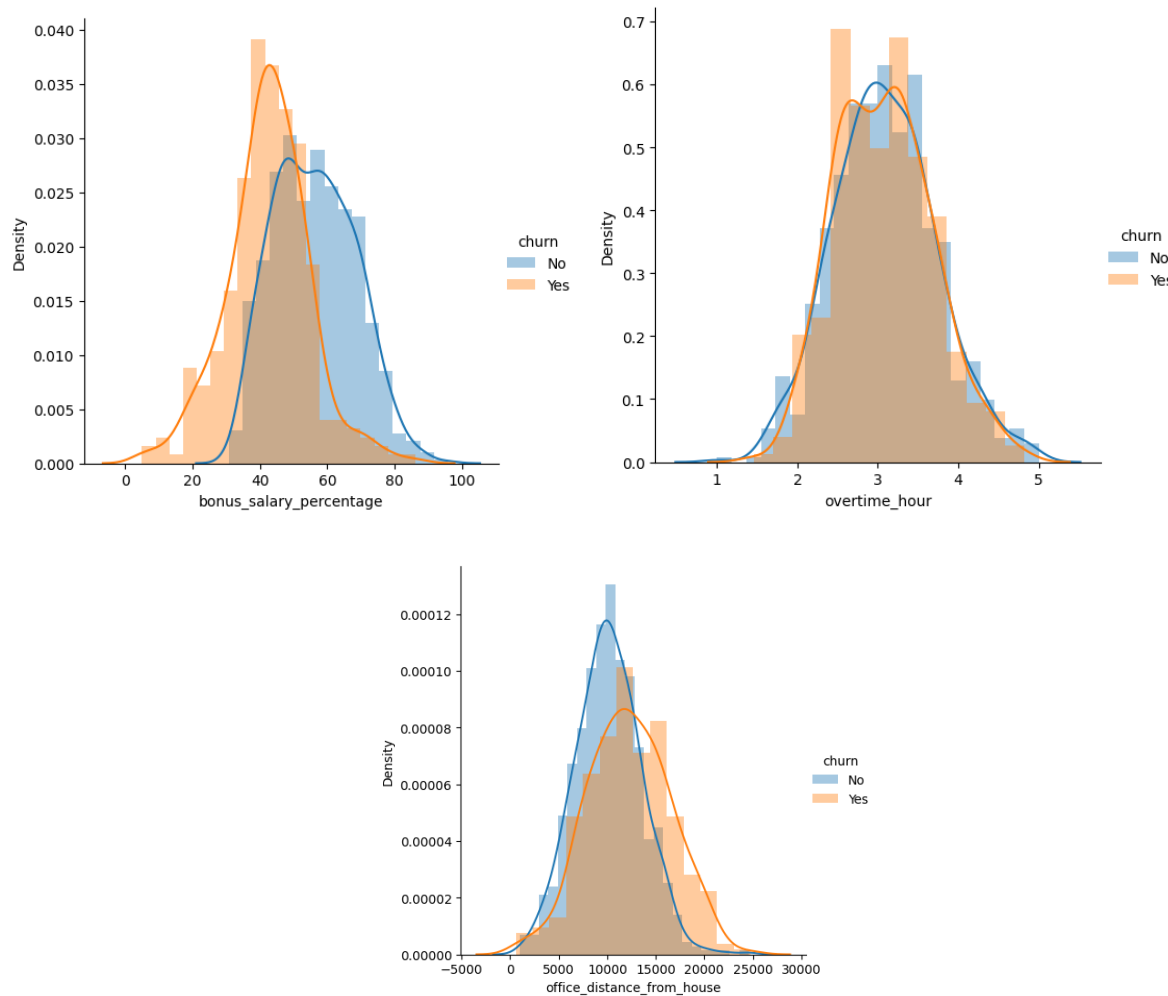 0.040
0.035
0.030
0.025
0.020
0.015
0.010
0.005
0.000
Density
0 20 40 60 80 100
bonus_salary_percentage
churn
No
Yes
0.7
0.6
0.5
0.4
0.3
0.2
0.1
0.0
Density
1 2 3 4 5
overtime_hour
churn
No
Yes
0.00012
0.00010
0.00008
0.00006
0.00004
0.00002
0.00000
Density
−5000 0 5000 10000 15000 20000 25000 30000
office_distance_from_house
churn
No
Yes